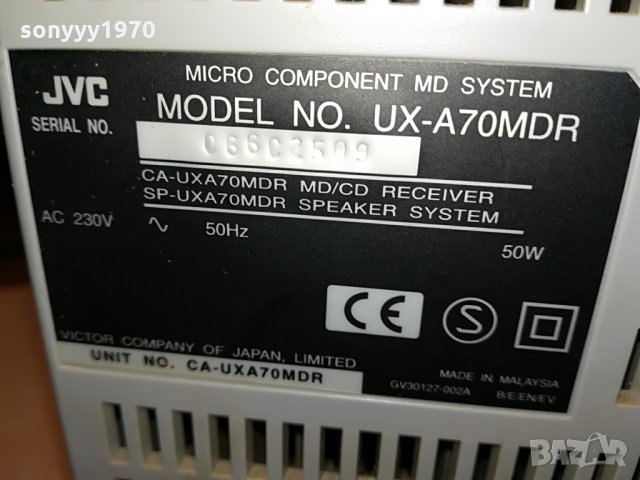 sonyyy1970
MICRO COMPONENT MD SYSTEM
JVC
MODEL NO. UX-A70MDR
SERIAL NO.
066C2509
CA-UXA70MDR MD/CD RECEIVER
SP-UXA70MDR SPEAKER SYSTEM
AC 230V ∿ 50Hz 50W
CE S
VICTOR COMPANY OF JAPAN, LIMITED
UNIT NO. CA-UXA70MDR
MADE IN MALAYSIA
GV30127-002A B/E/EN/EV
BAZAR